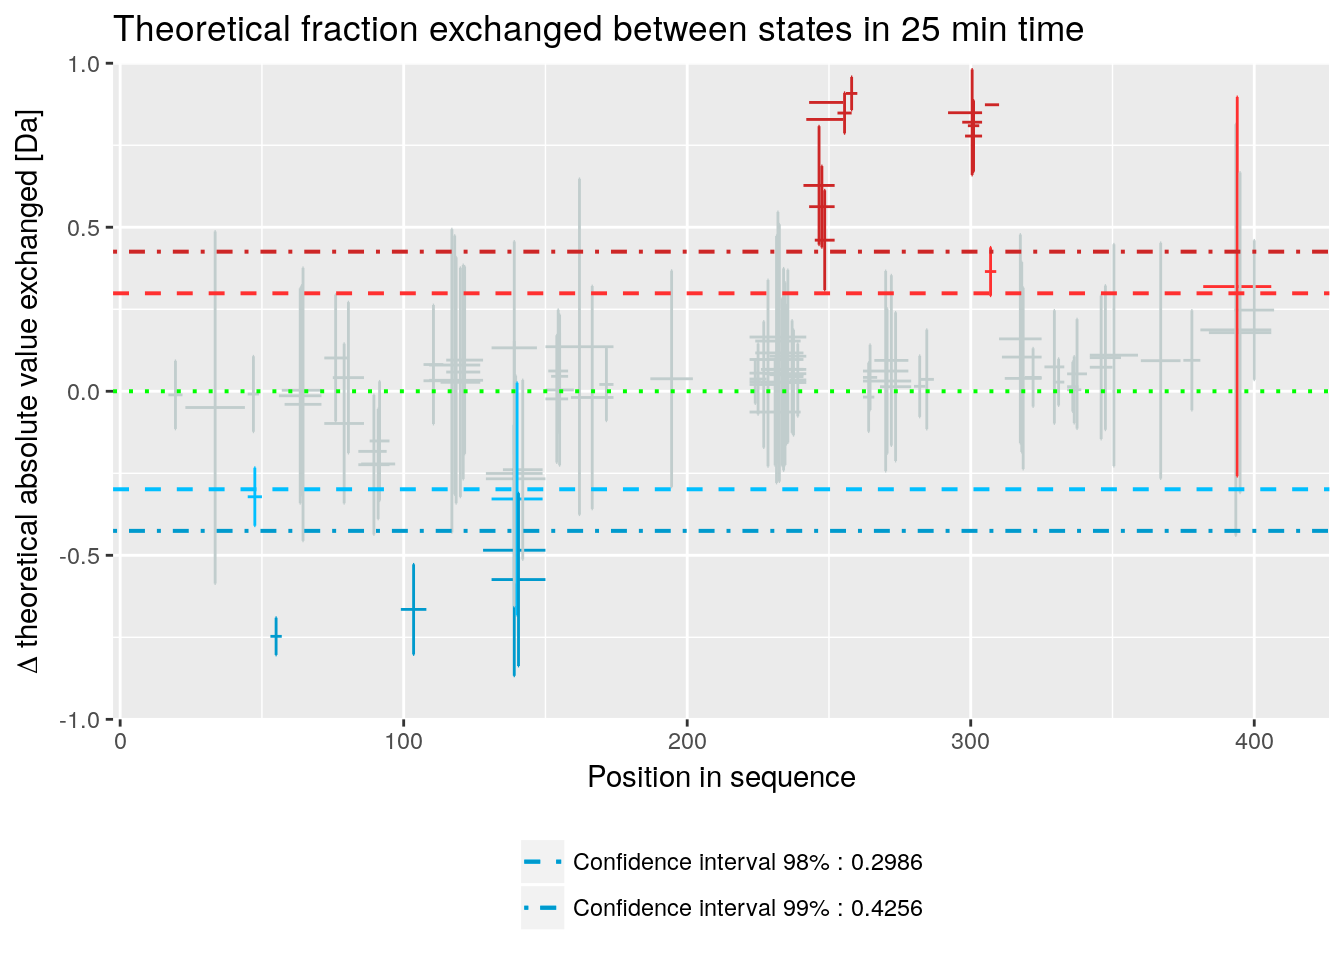 Theoretical fraction exchanged between states in 25 min time
Δ theoretical absolute value exchanged [Da]
1.0
0.5
0.0
-0.5
-1.0
0 100 200 300 400
Position in sequence
Confidence interval 98% : 0.2986
Confidence interval 99% : 0.4256